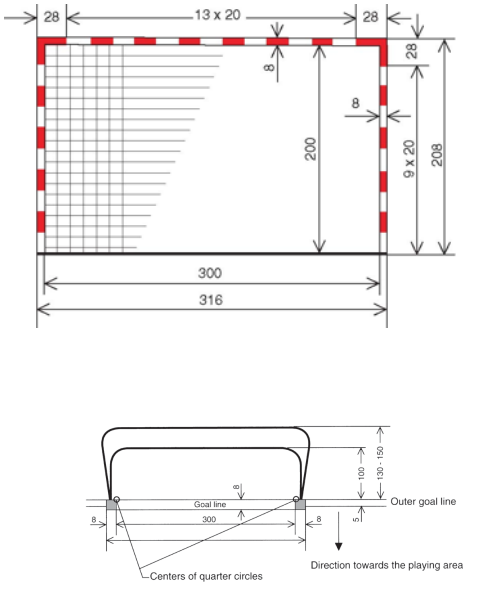 28
13 x 20
28
28
8
8
200
9 x 20
208
300
316
8
100
130 - 150
Goal line
Outer goal line
8
300
8
5
Direction towards the playing area
Centers of quarter circles